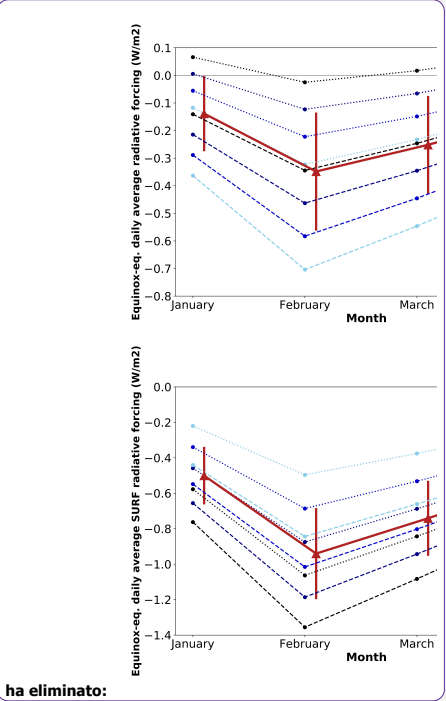 Equinox-eq. daily average radiative forcing (W/m2)
0.1
0.0
−0.1
−0.2
−0.3
−0.4
−0.5
−0.6
−0.7
−0.8
January February March
Month
Equinox-eq. daily average SURF radiative forcing (W/m2)
0.0
−0.2
−0.4
−0.6
−0.8
−1.0
−1.2
−1.4
January February March
Month
ha eliminato: